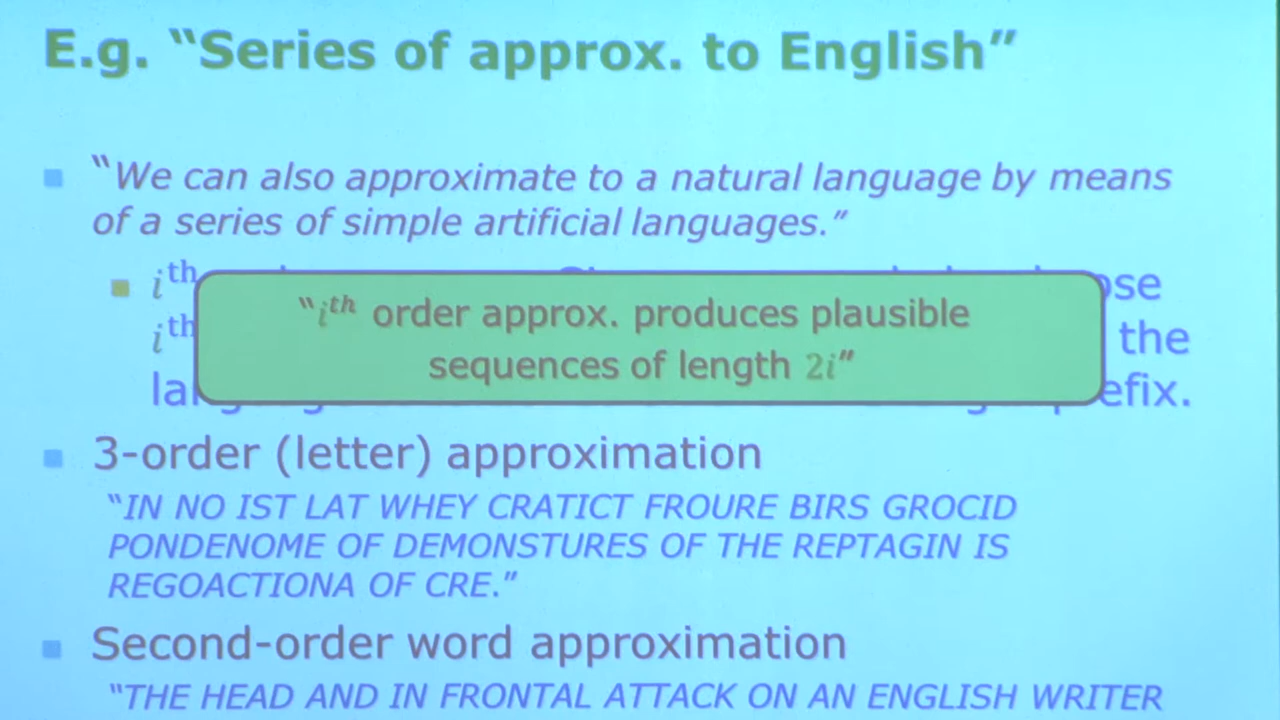 E.g. “Series of approx. to English”
“We can also approximate to a natural language by means
of a series of simple artificial languages.”
iᵗʰ
“iᵗʰ order approx. produces plausible
iᵗʰ the
sequences of length 2i”
3-order (letter) approximation
“IN NO IST LAT WHEY CRATICT FROURE BIRS GROCID
PONDENOME OF DEMONSTURES OF THE REPTAGIN IS
REGOACTIONA OF CRE.”
Second-order word approximation
“THE HEAD AND IN FRONTAL ATTACK ON AN ENGLISH WRITER